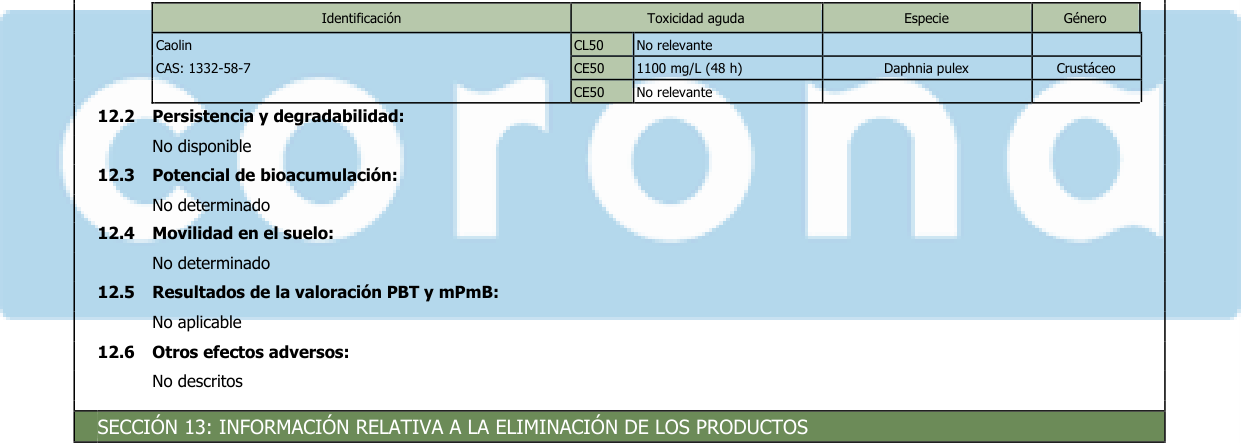 Identificación Toxicidad aguda Especie Género
Caolin CL50 No relevante
CAS: 1332-58-7 CE50 1100 mg/L (48 h) Daphnia pulex Crustáceo
CE50 No relevante
corona
12.2 Persistencia y degradabilidad:
No disponible
12.3 Potencial de bioacumulación:
No determinado
12.4 Movilidad en el suelo:
No determinado
12.5 Resultados de la valoración PBT y mPmB:
No aplicable
12.6 Otros efectos adversos:
No descritos
SECCIÓN 13: INFORMACIÓN RELATIVA A LA ELIMINACIÓN DE LOS PRODUCTOS